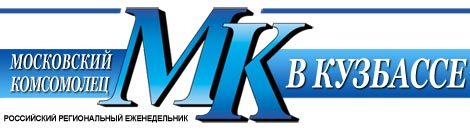 МОСКОВСКИЙ
КОМСОМОЛЕЦ
МК
В КУЗБАССЕ
РОССИЙСКИЙ РЕГИОНАЛЬНЫЙ ЕЖЕНЕДЕЛЬНИК